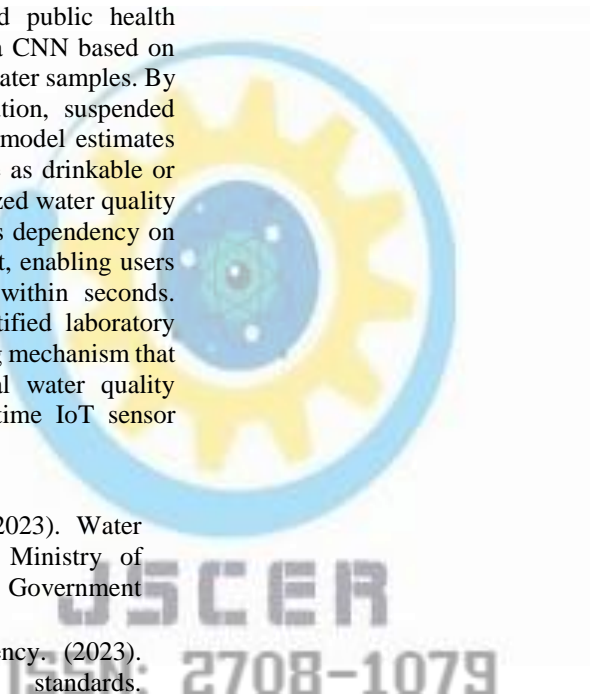 d public health
a CNN based on
ater samples. By
ution, suspended
model estimates
as drinkable or
zed water quality
s dependency on
t, enabling users
within seconds.
tified laboratory
g mechanism that
al water quality
time IoT sensor
2023). Water
Ministry of
Government
JSCER
ency. (2023).
ISSN: 2708-1079
standards.